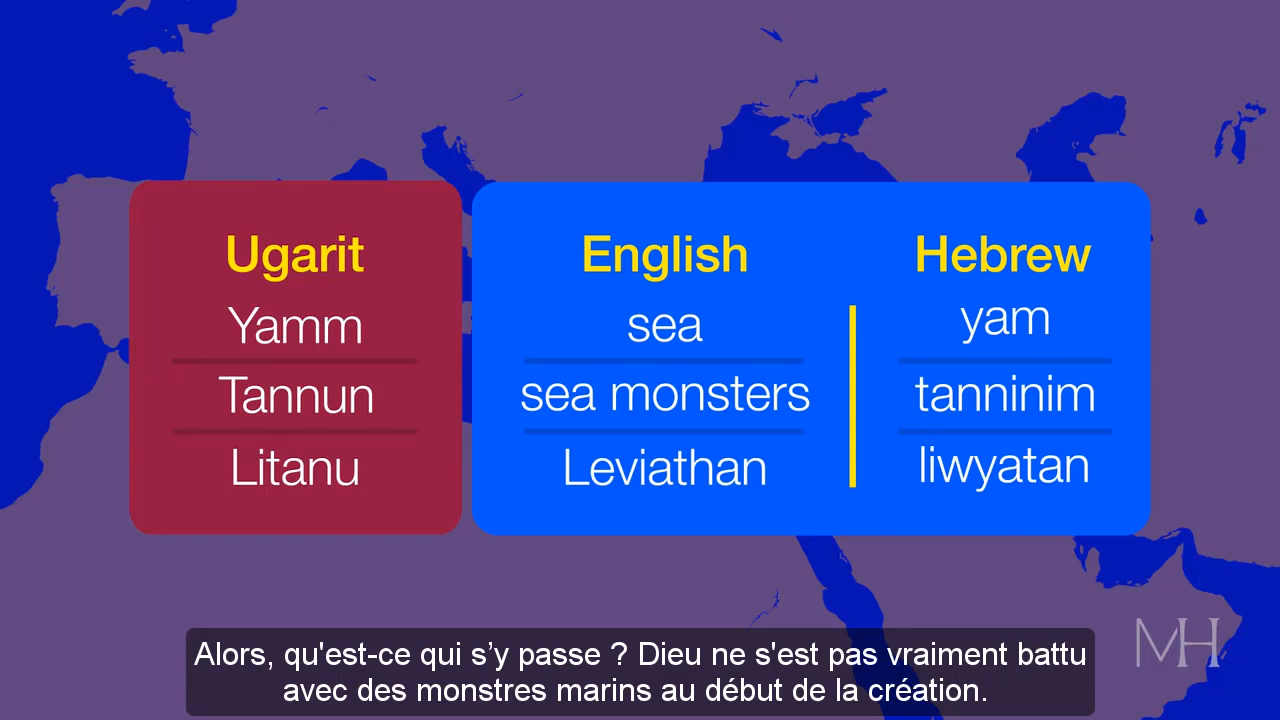 Ugarit English Hebrew
Yamm sea yam
Tannun sea monsters tanninim
Litanu Leviathan liwyatan
Alors, qu'est-ce qui s’y passe ? Dieu ne s'est pas vraiment battu
avec des monstres marins au début de la création.
MH